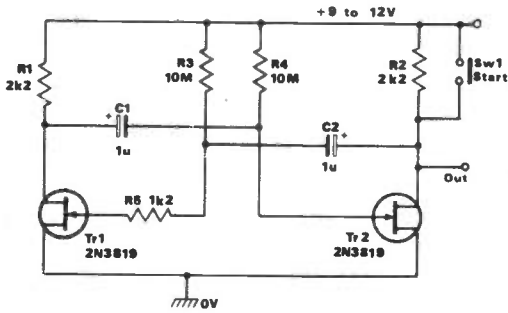 +9 to 12V
R1
2k2
R3
10M
R4
10M
R2
2k2
Sw1
Start
+
C1
1u
C2
+
1u
Out
R5 1k2
Tr1
2N3819
Tr2
2N3819
0V